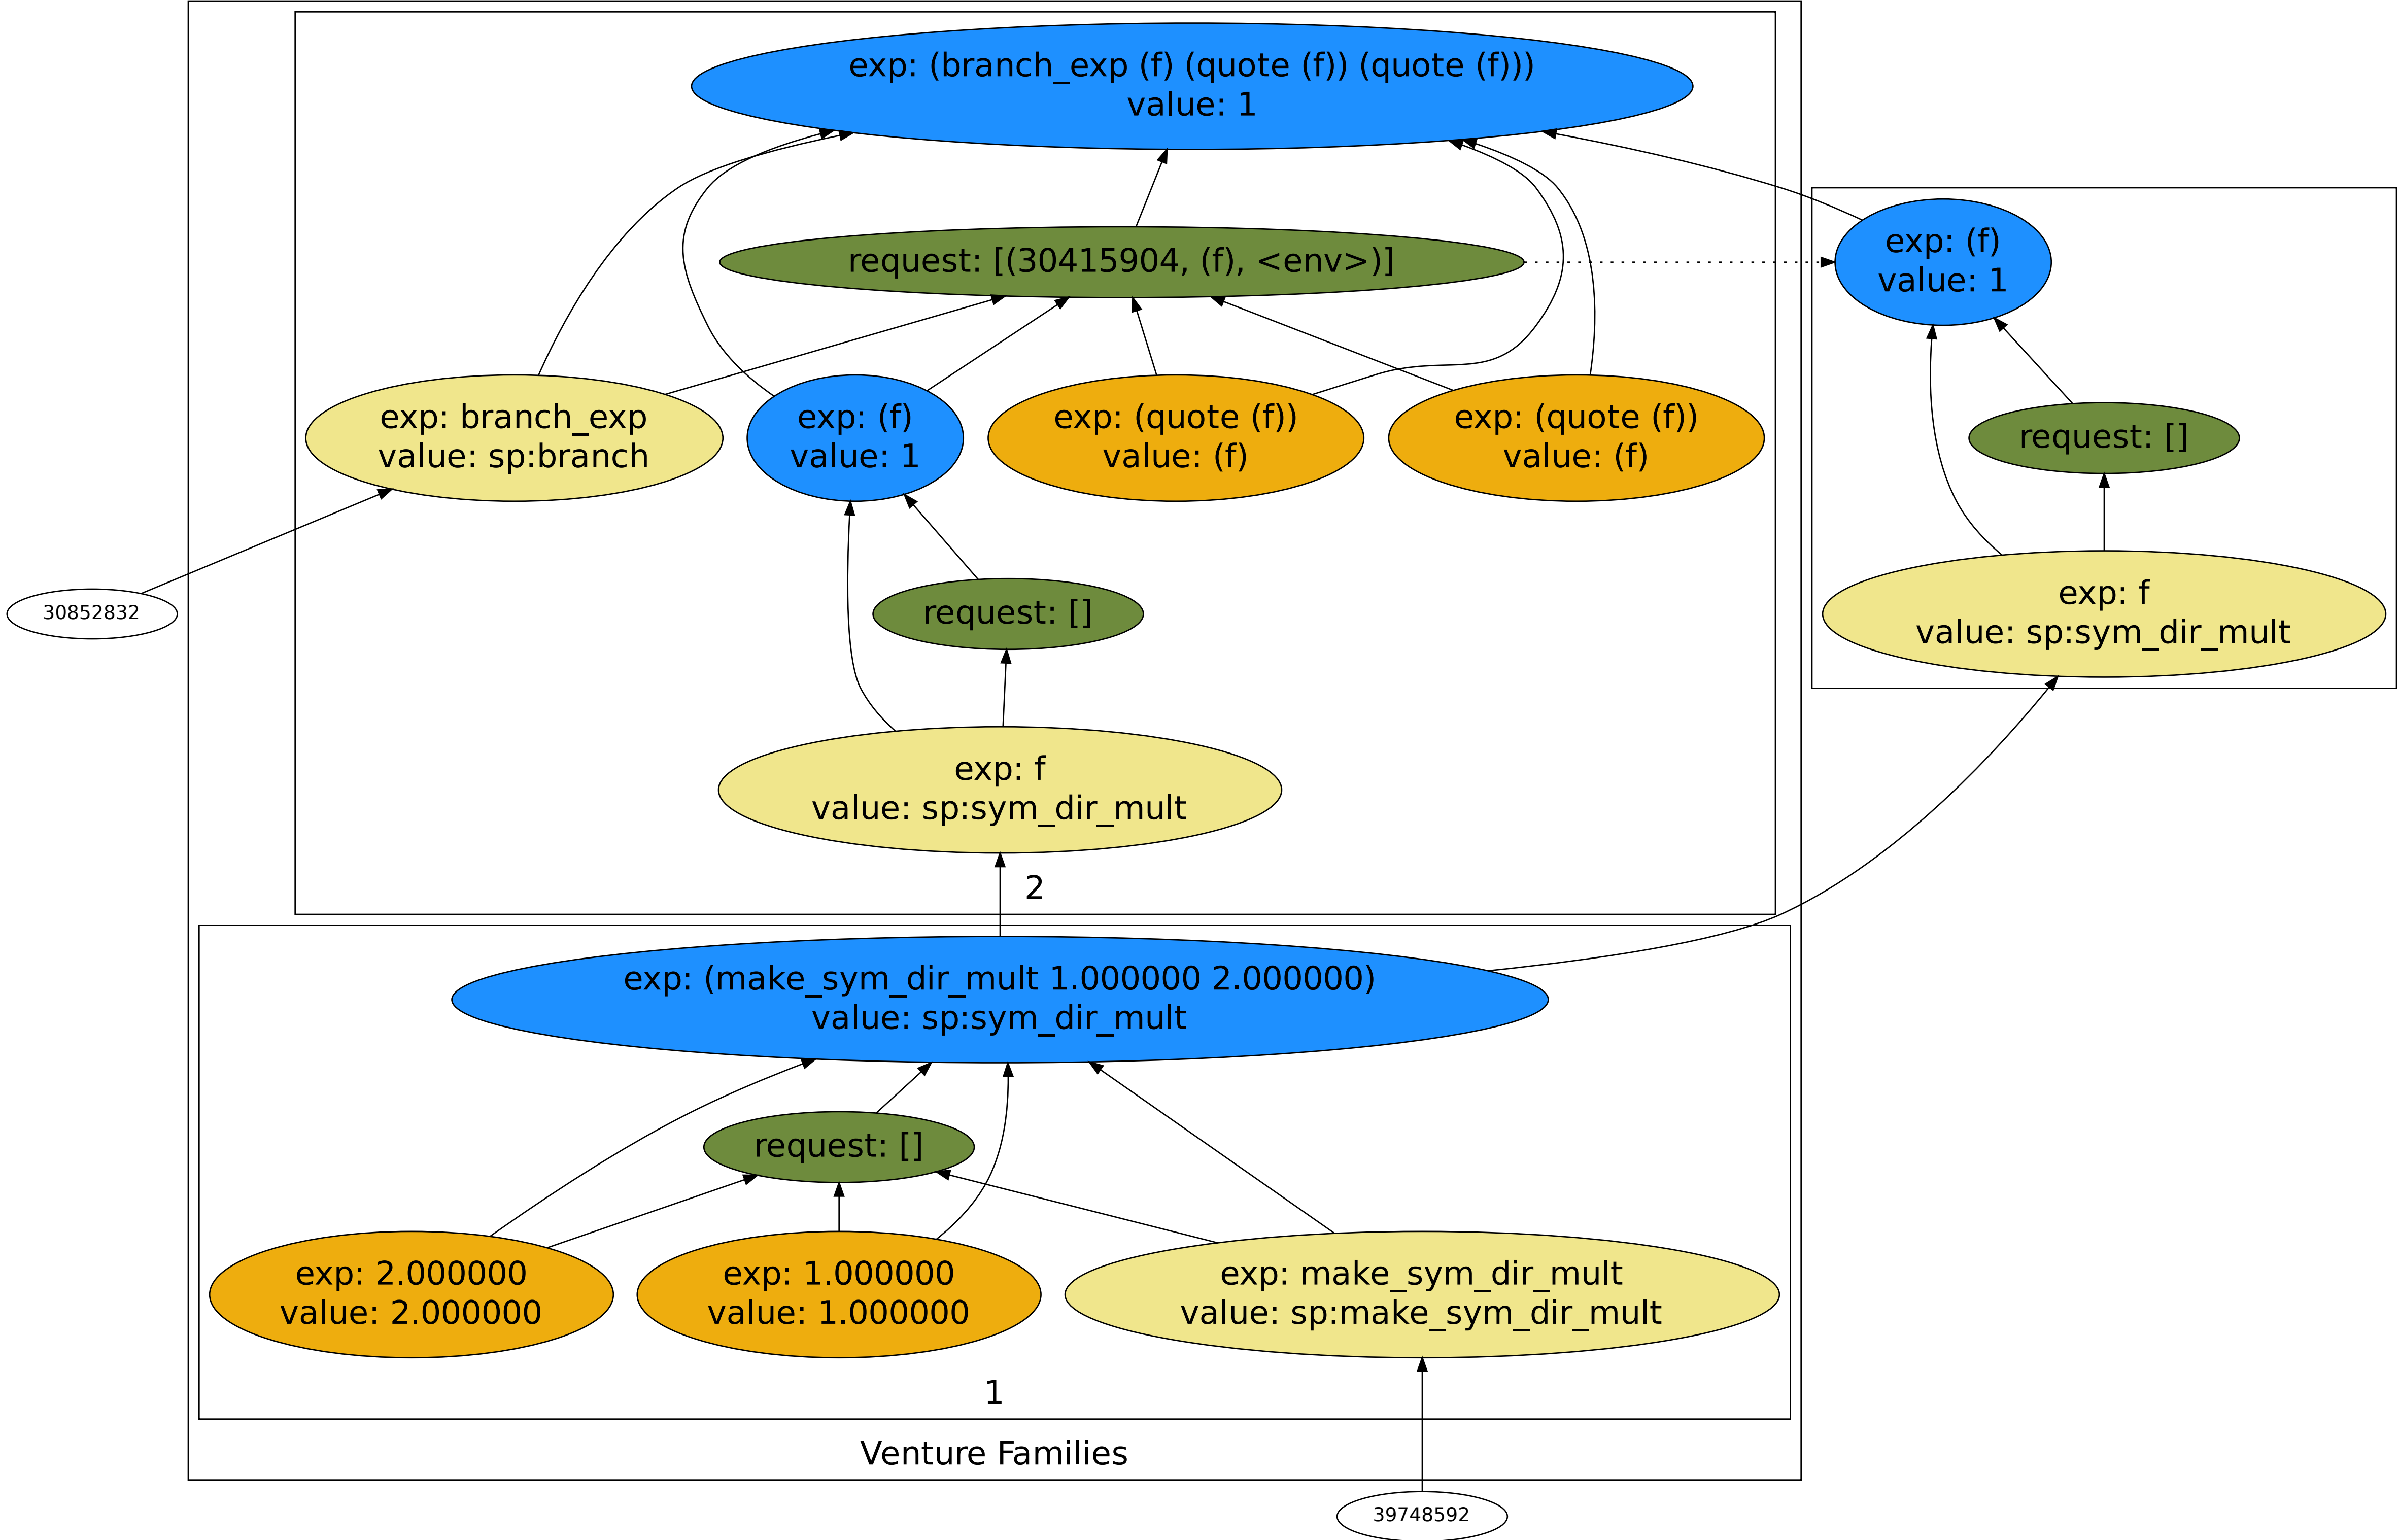 exp: (branch_exp (f) (quote (f)) (quote (f)))
value: 1
request: [(30415904, (f), <env>)]
exp: (f)
value: 1
exp: branch_exp
value: sp:branch
exp: (f)
value: 1
exp: (quote (f))
value: (f)
exp: (quote (f))
value: (f)
request: []
30852832
request: []
exp: f
value: sp:sym_dir_mult
exp: f
value: sp:sym_dir_mult
2
exp: (make_sym_dir_mult 1.000000 2.000000)
value: sp:sym_dir_mult
request: []
exp: 2.000000
value: 2.000000
exp: 1.000000
value: 1.000000
exp: make_sym_dir_mult
value: sp:make_sym_dir_mult
1
Venture Families
39748592